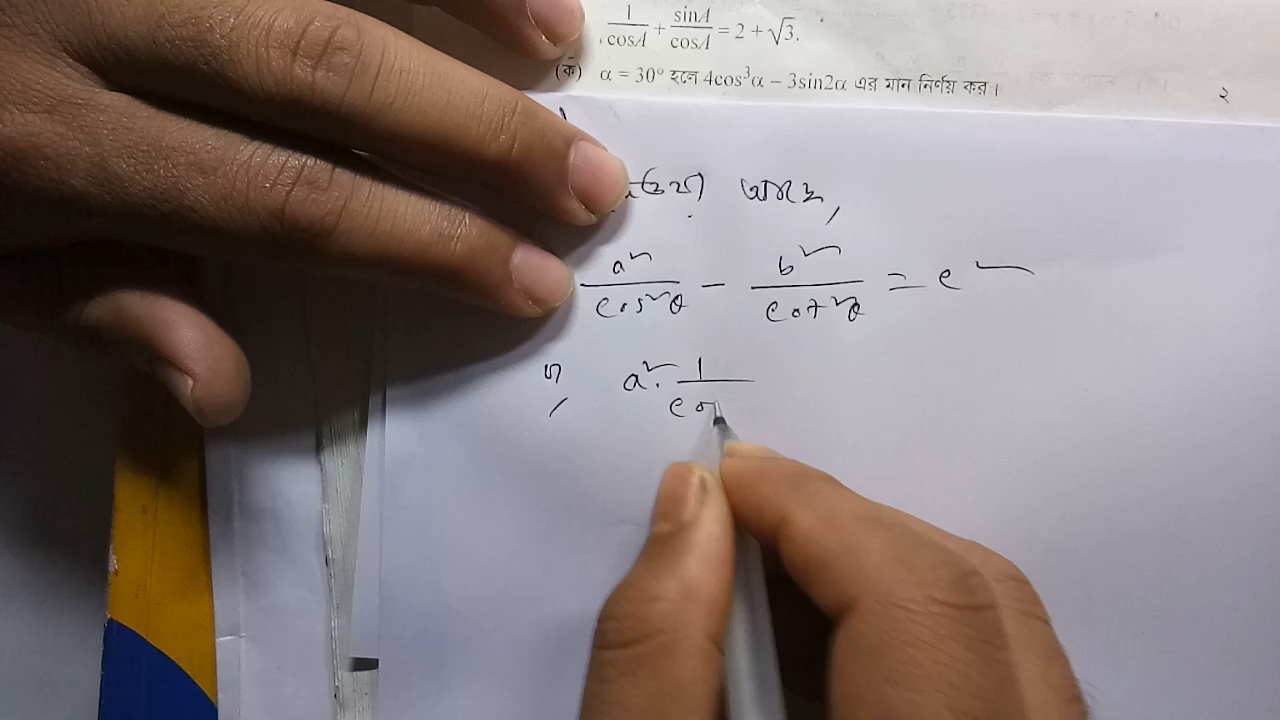 1/cosA + sinA/cosA = 2 + √3.
(ক) α = 30° হলে 4cos³α – 3sin2α এর মান নির্ণয় কর। ২
আছে,
a²/cos²θ − b²/cot²θ = c²
বা, a². 1/co